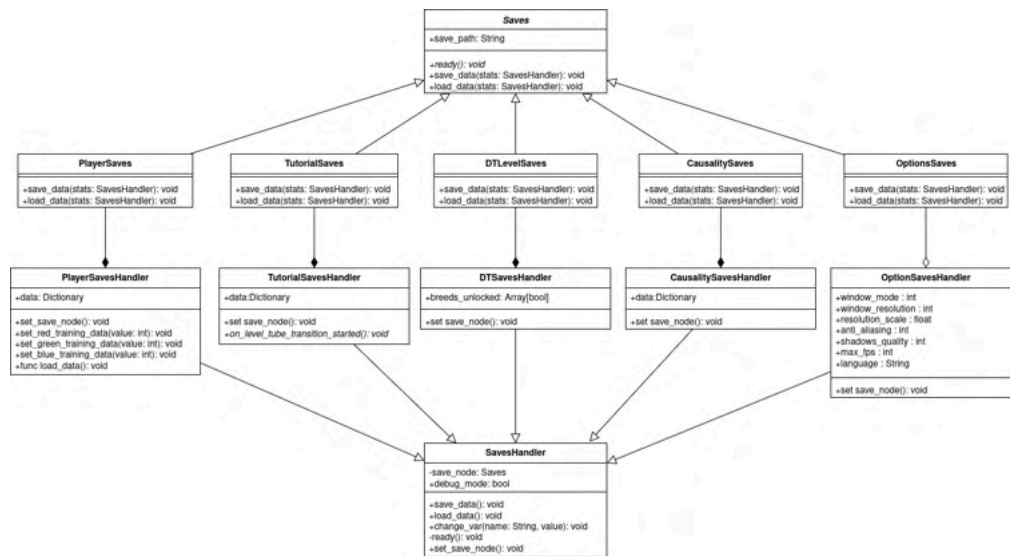 Saves
+save_path: String
+ready(): void
+save_data(stats: SavesHandler): void
+load_data(stats: SavesHandler): void
PlayerSaves
+save_data(stats: SavesHandler): void
+load_data(stats: SavesHandler): void
TutorialSaves
+save_data(stats: SavesHandler): void
+load_data(stats: SavesHandler): void
DTLevelSaves
+save_data(stats: SavesHandler): void
+load_data(stats: SavesHandler): void
CausalitySaves
+save_data(stats: SavesHandler): void
+load_data(stats: SavesHandler): void
OptionsSaves
+save_data(stats: SavesHandler): void
+load_data(stats: SavesHandler): void
PlayerSavesHandler
+data: Dictionary
+set_save_node(): void
+set_red_training_data(value: int): void
+set_green_training_data(value: int): void
+set_blue_training_data(value: int): void
+func load_data(): void
TutorialSavesHandler
+data:Dictionary
+set save_node(): void
+on_level_tube_transition_started(): void
DTSavesHandler
+breeds_unlocked: Array[bool]
+set save_node(): void
CausalitySavesHandler
+data:Dictionary
+set save_node(): void
OptionSavesHandler
+window_mode : int
+window_resolution : int
+resolution_scale : float
+anti_aliasing : int
+shadows_quality : int
+max_fps : int
+language : String
+set save_node(): void
SavesHandler
-save_node: Saves
+debug_mode: bool
+save_data(): void
+load_data(): void
+change_var(name: String, value): void
-ready(): void
+set_save_node(): void